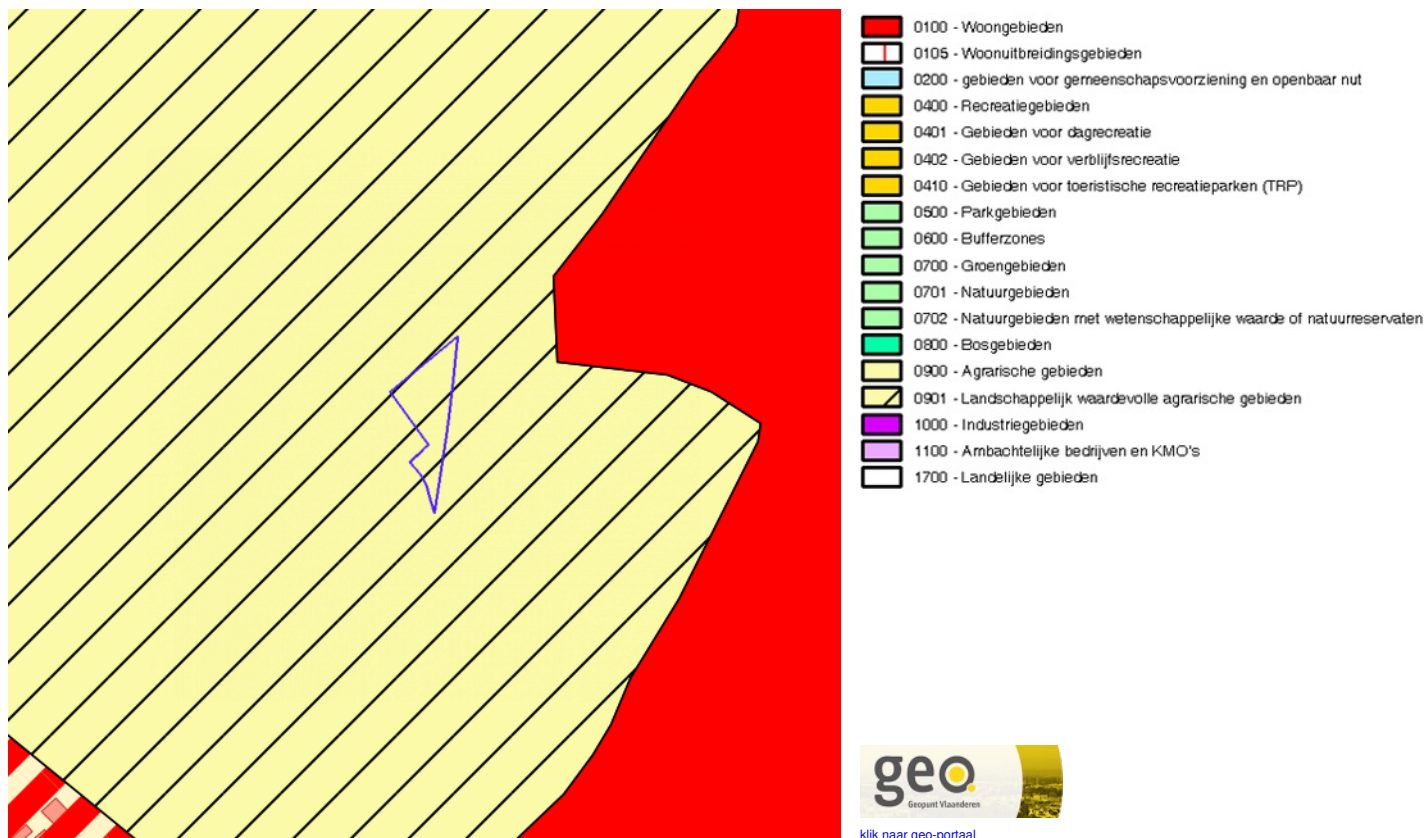 0100 - Woongebieden
0105 - Woonuitbreidingsgebieden
0200 - gebieden voor gemeenschapsvoorziening en openbaar nut
0400 - Recreatiegebieden
0401 - Gebieden voor dagrecreatie
0402 - Gebieden voor verblijfsrecreatie
0410 - Gebieden voor toeristische recreatieparken (TRP)
0500 - Parkgebieden
0600 - Bufferzones
0700 - Groengebieden
0701 - Natuurgebieden
0702 - Natuurgebieden met wetenschappelijke waarde of natuurreservaten
0800 - Bosgebieden
0900 - Agrarische gebieden
0901 - Landschappelijk waardevolle agrarische gebieden
1000 - Industriegebieden
1100 - Ambachtelijke bedrijven en KMO's
1700 - Landelijke gebieden
geo.
Geopunt Vlaanderen
klik naar geo-portaal